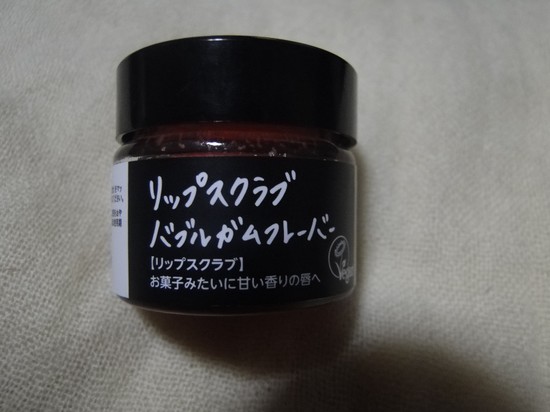 リップスクラブ
バブルガムフレーバー
【リップスクラブ】
お菓子みたいに甘い香りの唇へ
Vegan